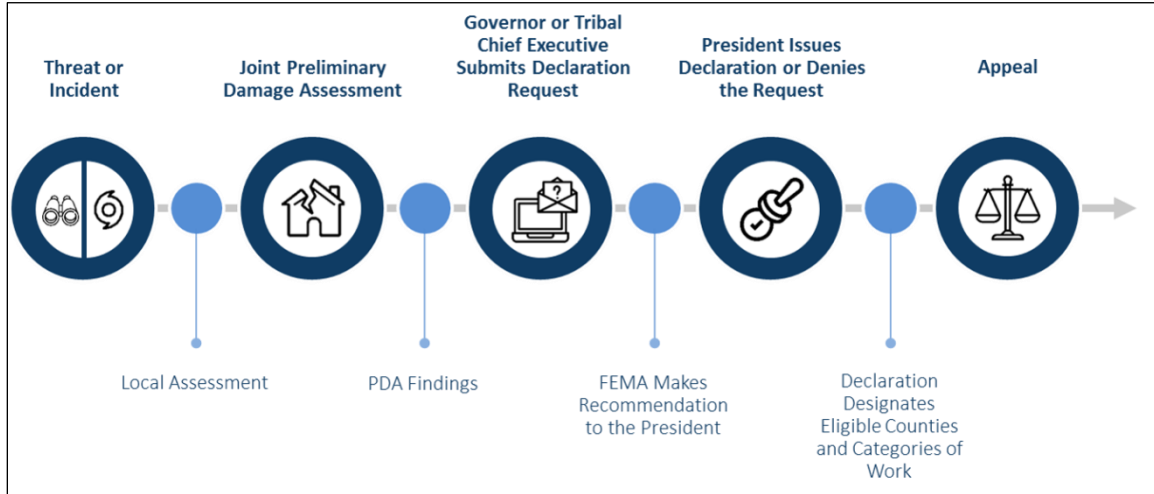 Threat or
Incident
Joint Preliminary
Damage Assessment
Governor or Tribal
Chief Executive
Submits Declaration
Request
President Issues
Declaration or Denies
the Request
Appeal
?
Local Assessment
PDA Findings
FEMA Makes
Recommendation
to the President
Declaration
Designates
Eligible Counties
and Categories of
Work